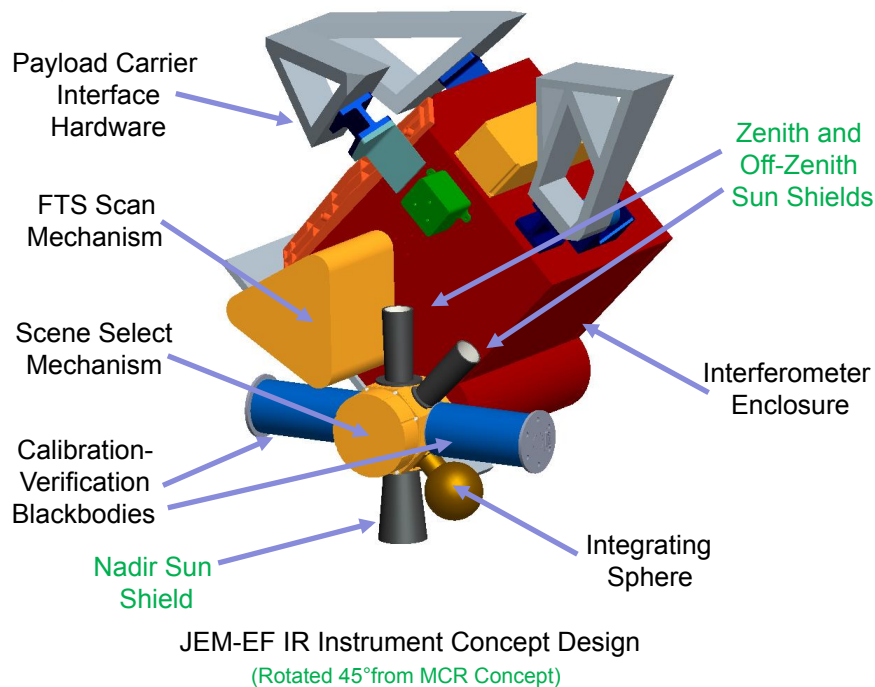 Payload Carrier
Interface
Hardware
Zenith and
Off-Zenith
Sun Shields
FTS Scan
Mechanism
Scene Select
Mechanism
Interferometer
Enclosure
Calibration-
Verification
Blackbodies
Integrating
Sphere
Nadir Sun
Shield
JEM-EF IR Instrument Concept Design
(Rotated 45°from MCR Concept)